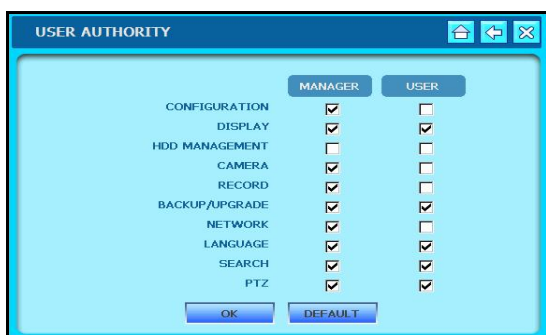 USER AUTHORITY
MANAGER USER
CONFIGURATION
DISPLAY
HDD MANAGEMENT
CAMERA
RECORD
BACKUP/UPGRADE
NETWORK
LANGUAGE
SEARCH
PTZ
OK DEFAULT